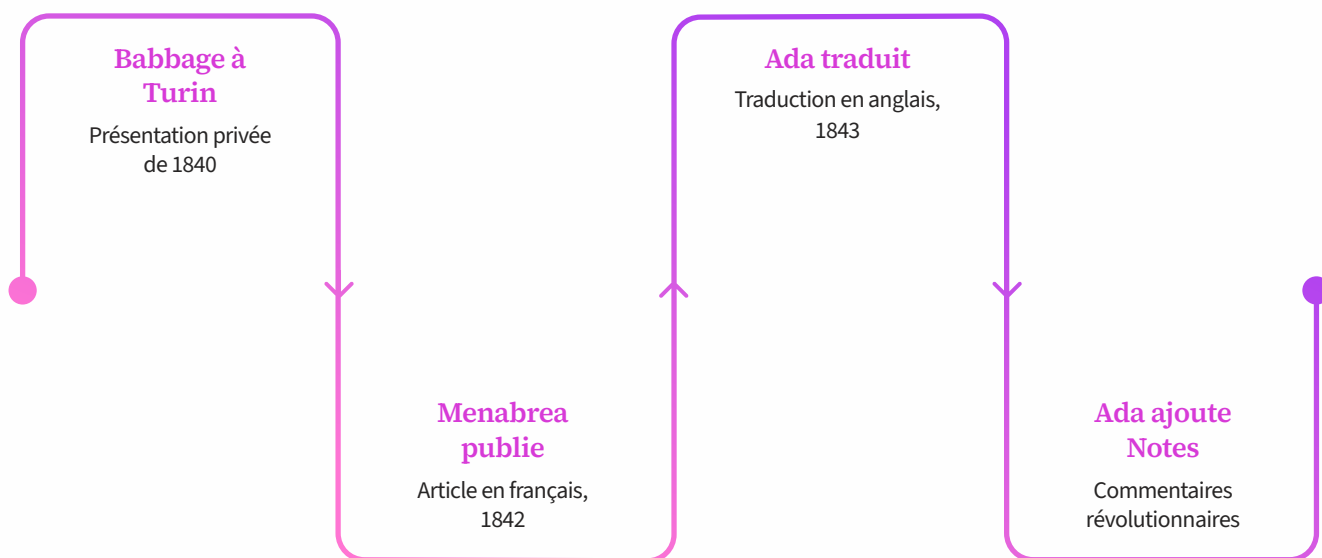 Babbage à
Turin
Présentation privée
de 1840
Menabrea
publie
Article en français,
1842
Ada traduit
Traduction en anglais,
1843
Ada ajoute
Notes
Commentaires
révolutionnaires